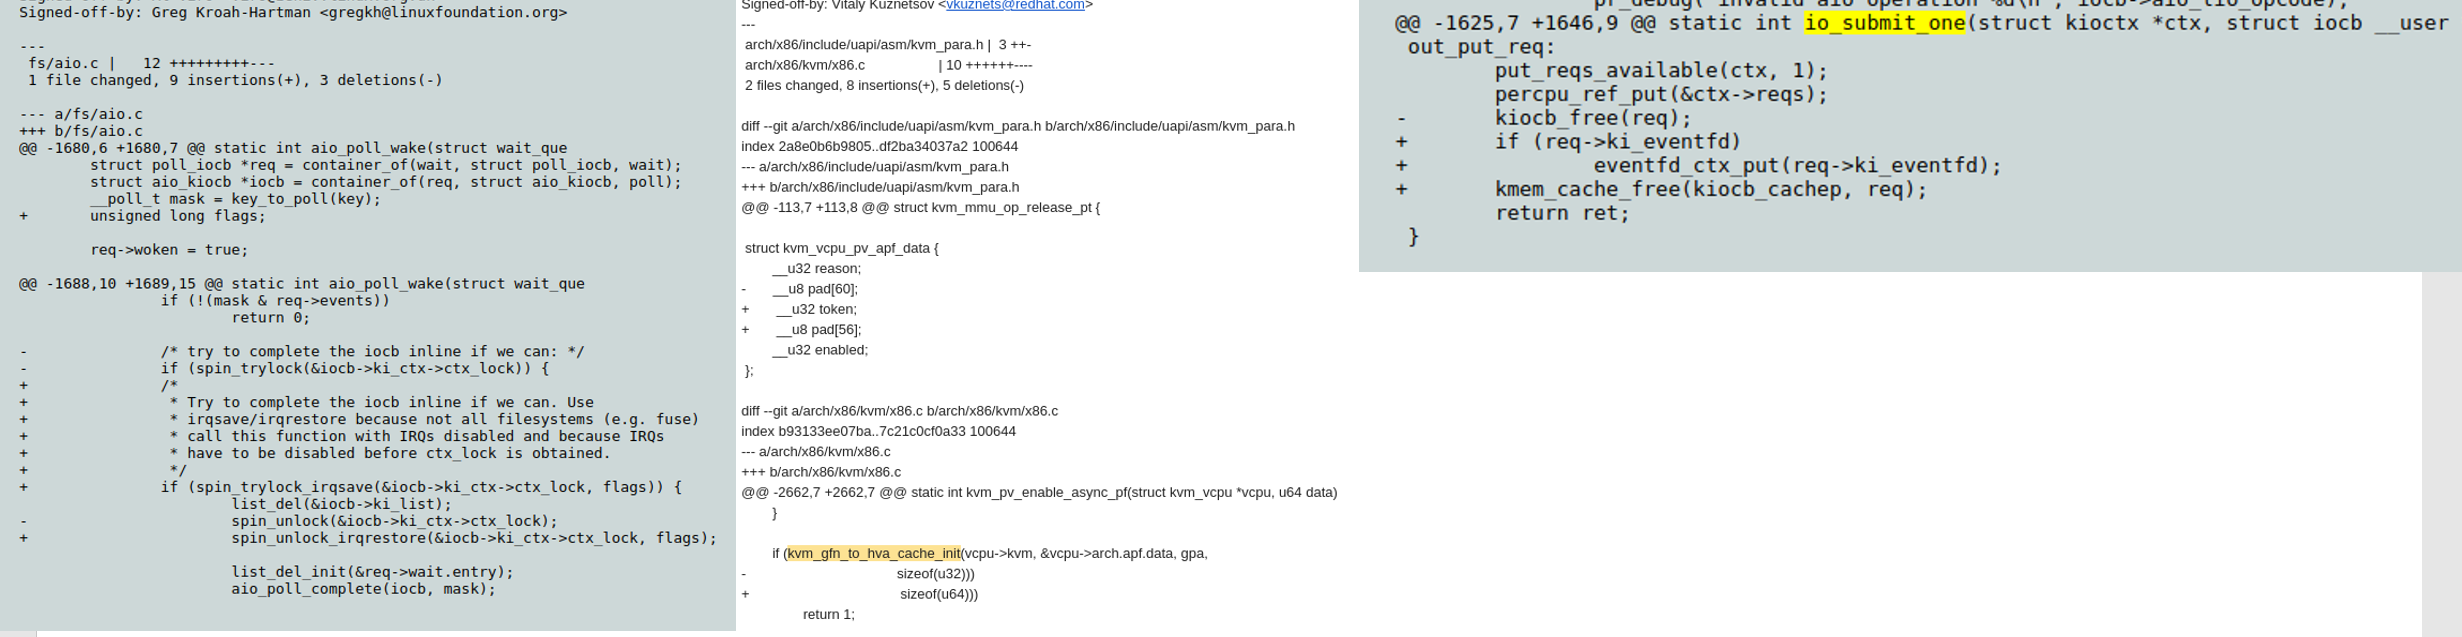 Signed-off-by: Greg Kroah-Hartman <gregkh@linuxfoundation.org>
---
 fs/aio.c |   12 +++++++++---
 1 file changed, 9 insertions(+), 3 deletions(-)
--- a/fs/aio.c
+++ b/fs/aio.c
@@ -1680,6 +1680,7 @@ static int aio_poll_wake(struct wait_que
        struct poll_iocb *req = container_of(wait, struct poll_iocb, wait);
        struct aio_kiocb *iocb = container_of(req, struct aio_kiocb, poll);
        __poll_t mask = key_to_poll(key);
+       unsigned long flags;
        req->woken = true;
@@ -1688,10 +1689,15 @@ static int aio_poll_wake(struct wait_que
                if (!(mask & req->events))
                        return 0;
-               /* try to complete the iocb inline if we can: */
-               if (spin_trylock(&iocb->ki_ctx->ctx_lock)) {
+               /*
+                * Try to complete the iocb inline if we can. Use
+                * irqsave/irqrestore because not all filesystems (e.g. fuse)
+                * call this function with IRQs disabled and because IRQs
+                * have to be disabled before ctx_lock is obtained.
+                */
+               if (spin_trylock_irqsave(&iocb->ki_ctx->ctx_lock, flags)) {
                        list_del(&iocb->ki_list);
-                       spin_unlock(&iocb->ki_ctx->ctx_lock);
+                       spin_unlock_irqrestore(&iocb->ki_ctx->ctx_lock, flags);
                        list_del_init(&req->wait.entry);
                        aio_poll_complete(iocb, mask);
Signed-off-by: Vitaly Kuznetsov <vkuznets@redhat.com>
---
 arch/x86/include/uapi/asm/kvm_para.h |  3 ++-
 arch/x86/kvm/x86.c                   | 10 ++++++----
 2 files changed, 8 insertions(+), 5 deletions(-)
diff --git a/arch/x86/include/uapi/asm/kvm_para.h b/arch/x86/include/uapi/asm/kvm_para.h
index 2a8e0b6b9805..df2ba34037a2 100644
--- a/arch/x86/include/uapi/asm/kvm_para.h
+++ b/arch/x86/include/uapi/asm/kvm_para.h
@@ -113,7 +113,8 @@ struct kvm_mmu_op_release_pt {
 struct kvm_vcpu_pv_apf_data {
        __u32 reason;
-       __u8 pad[60];
+       __u32 token;
+       __u8 pad[56];
        __u32 enabled;
 };
diff --git a/arch/x86/kvm/x86.c b/arch/x86/kvm/x86.c
index b93133ee07ba..7c21c0cf0a33 100644
--- a/arch/x86/kvm/x86.c
+++ b/arch/x86/kvm/x86.c
@@ -2662,7 +2662,7 @@ static int kvm_pv_enable_async_pf(struct kvm_vcpu *vcpu, u64 data)
        }
        if (kvm_gfn_to_hva_cache_init(vcpu->kvm, &vcpu->arch.apf.data, gpa,
-                                       sizeof(u32)))
+                                       sizeof(u64)))
                return 1;
@@ -1625,7 +1646,9 @@ static int io_submit_one(struct kioctx *ctx, struct iocb __user
 out_put_req:
        put_reqs_available(ctx, 1);
        percpu_ref_put(&ctx->reqs);
-       kiocb_free(req);
+       if (req->ki_eventfd)
+               eventfd_ctx_put(req->ki_eventfd);
+       kmem_cache_free(kiocb_cachep, req);
        return ret;
 }